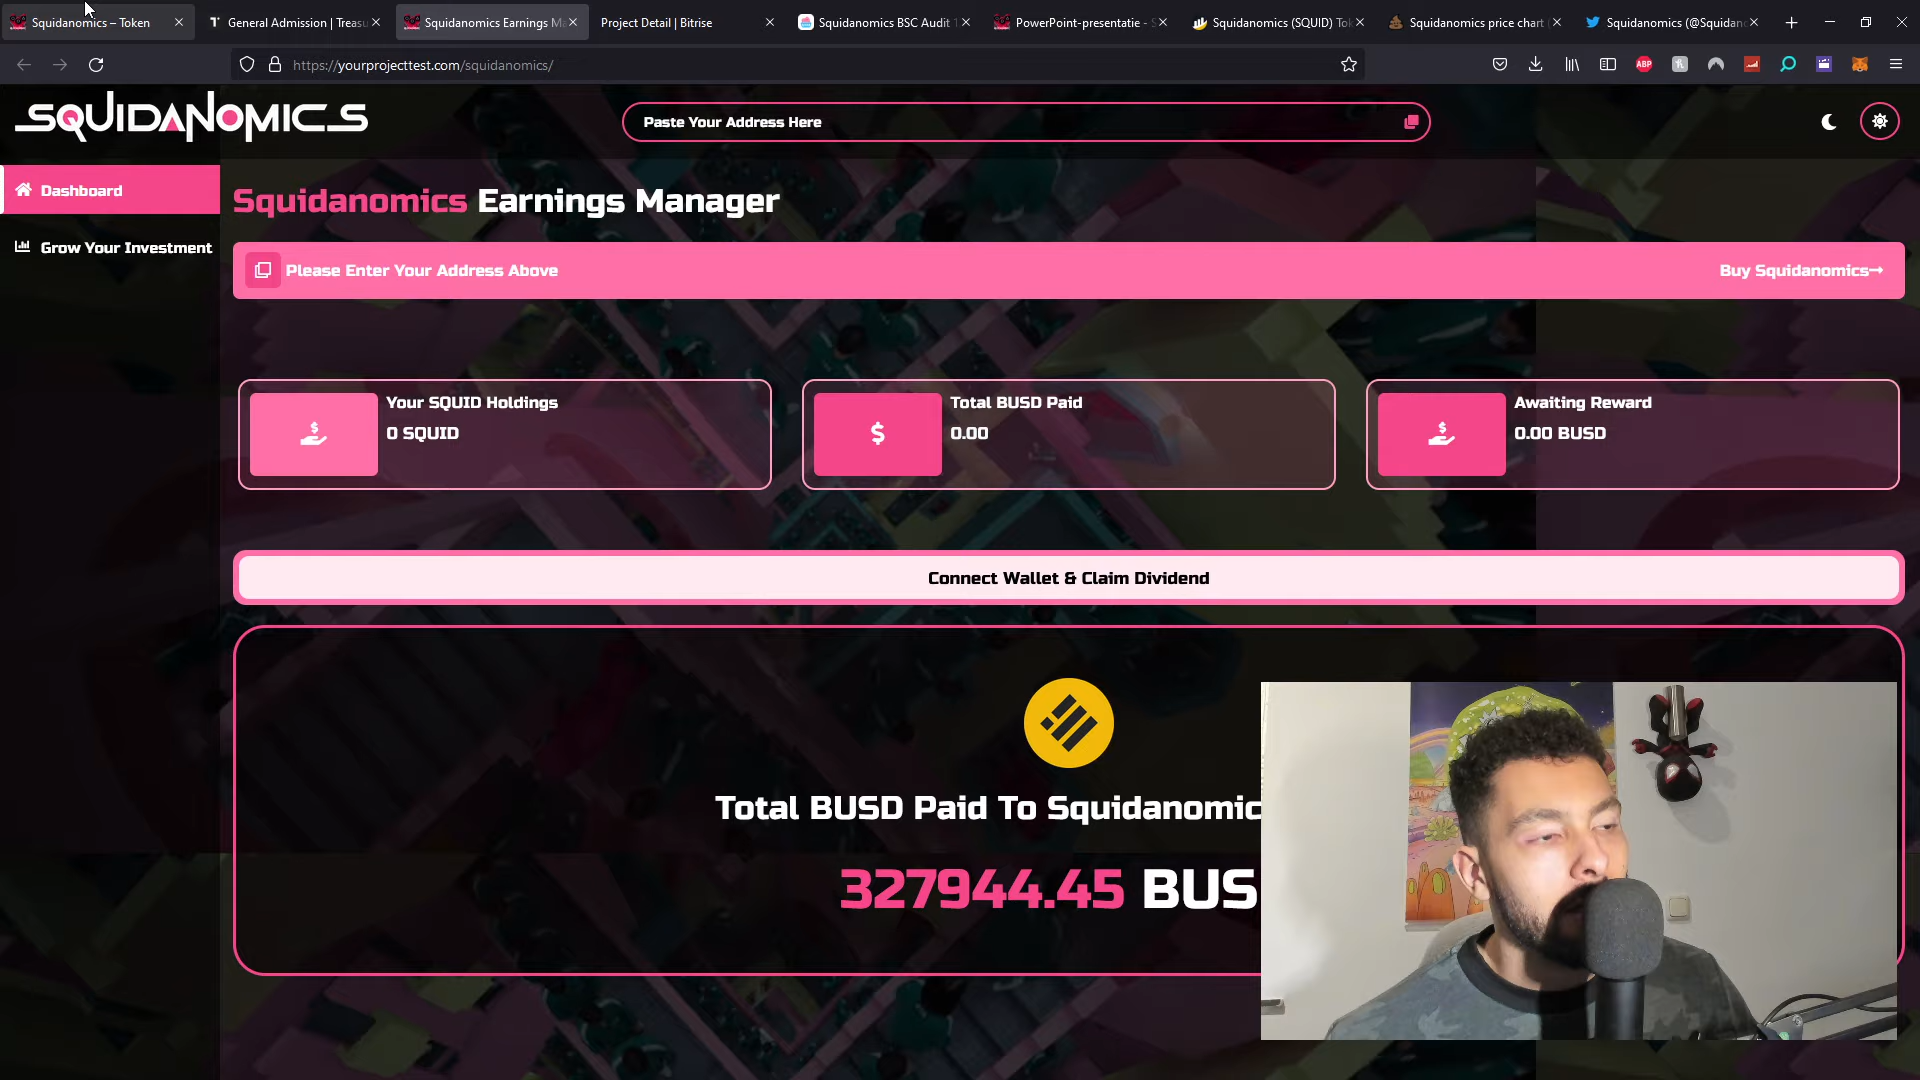 Squidanomics – Token
General Admission | Treasu
Squidanomics Earnings M
Project Detail | Bitrise
Squidanomics BSC Audit
PowerPoint-presentatie - S
Squidanomics (SQUID) To
Squidanomics price chart
Squidanomics (@Squidan
https://yourprojecttest.com/squidanomics/
ABP
SQUIDANOMICS
Paste Your Address Here
Dashboard
Grow Your Investment
Squidanomics Earnings Manager
Please Enter Your Address Above
Buy Squidanomics→
Your SQUID Holdings
0 SQUID
Total BUSD Paid
0.00
Awaiting Reward
0.00 BUSD
Connect Wallet & Claim Dividend
Total BUSD Paid To Squidanomic
327944.45 BUS